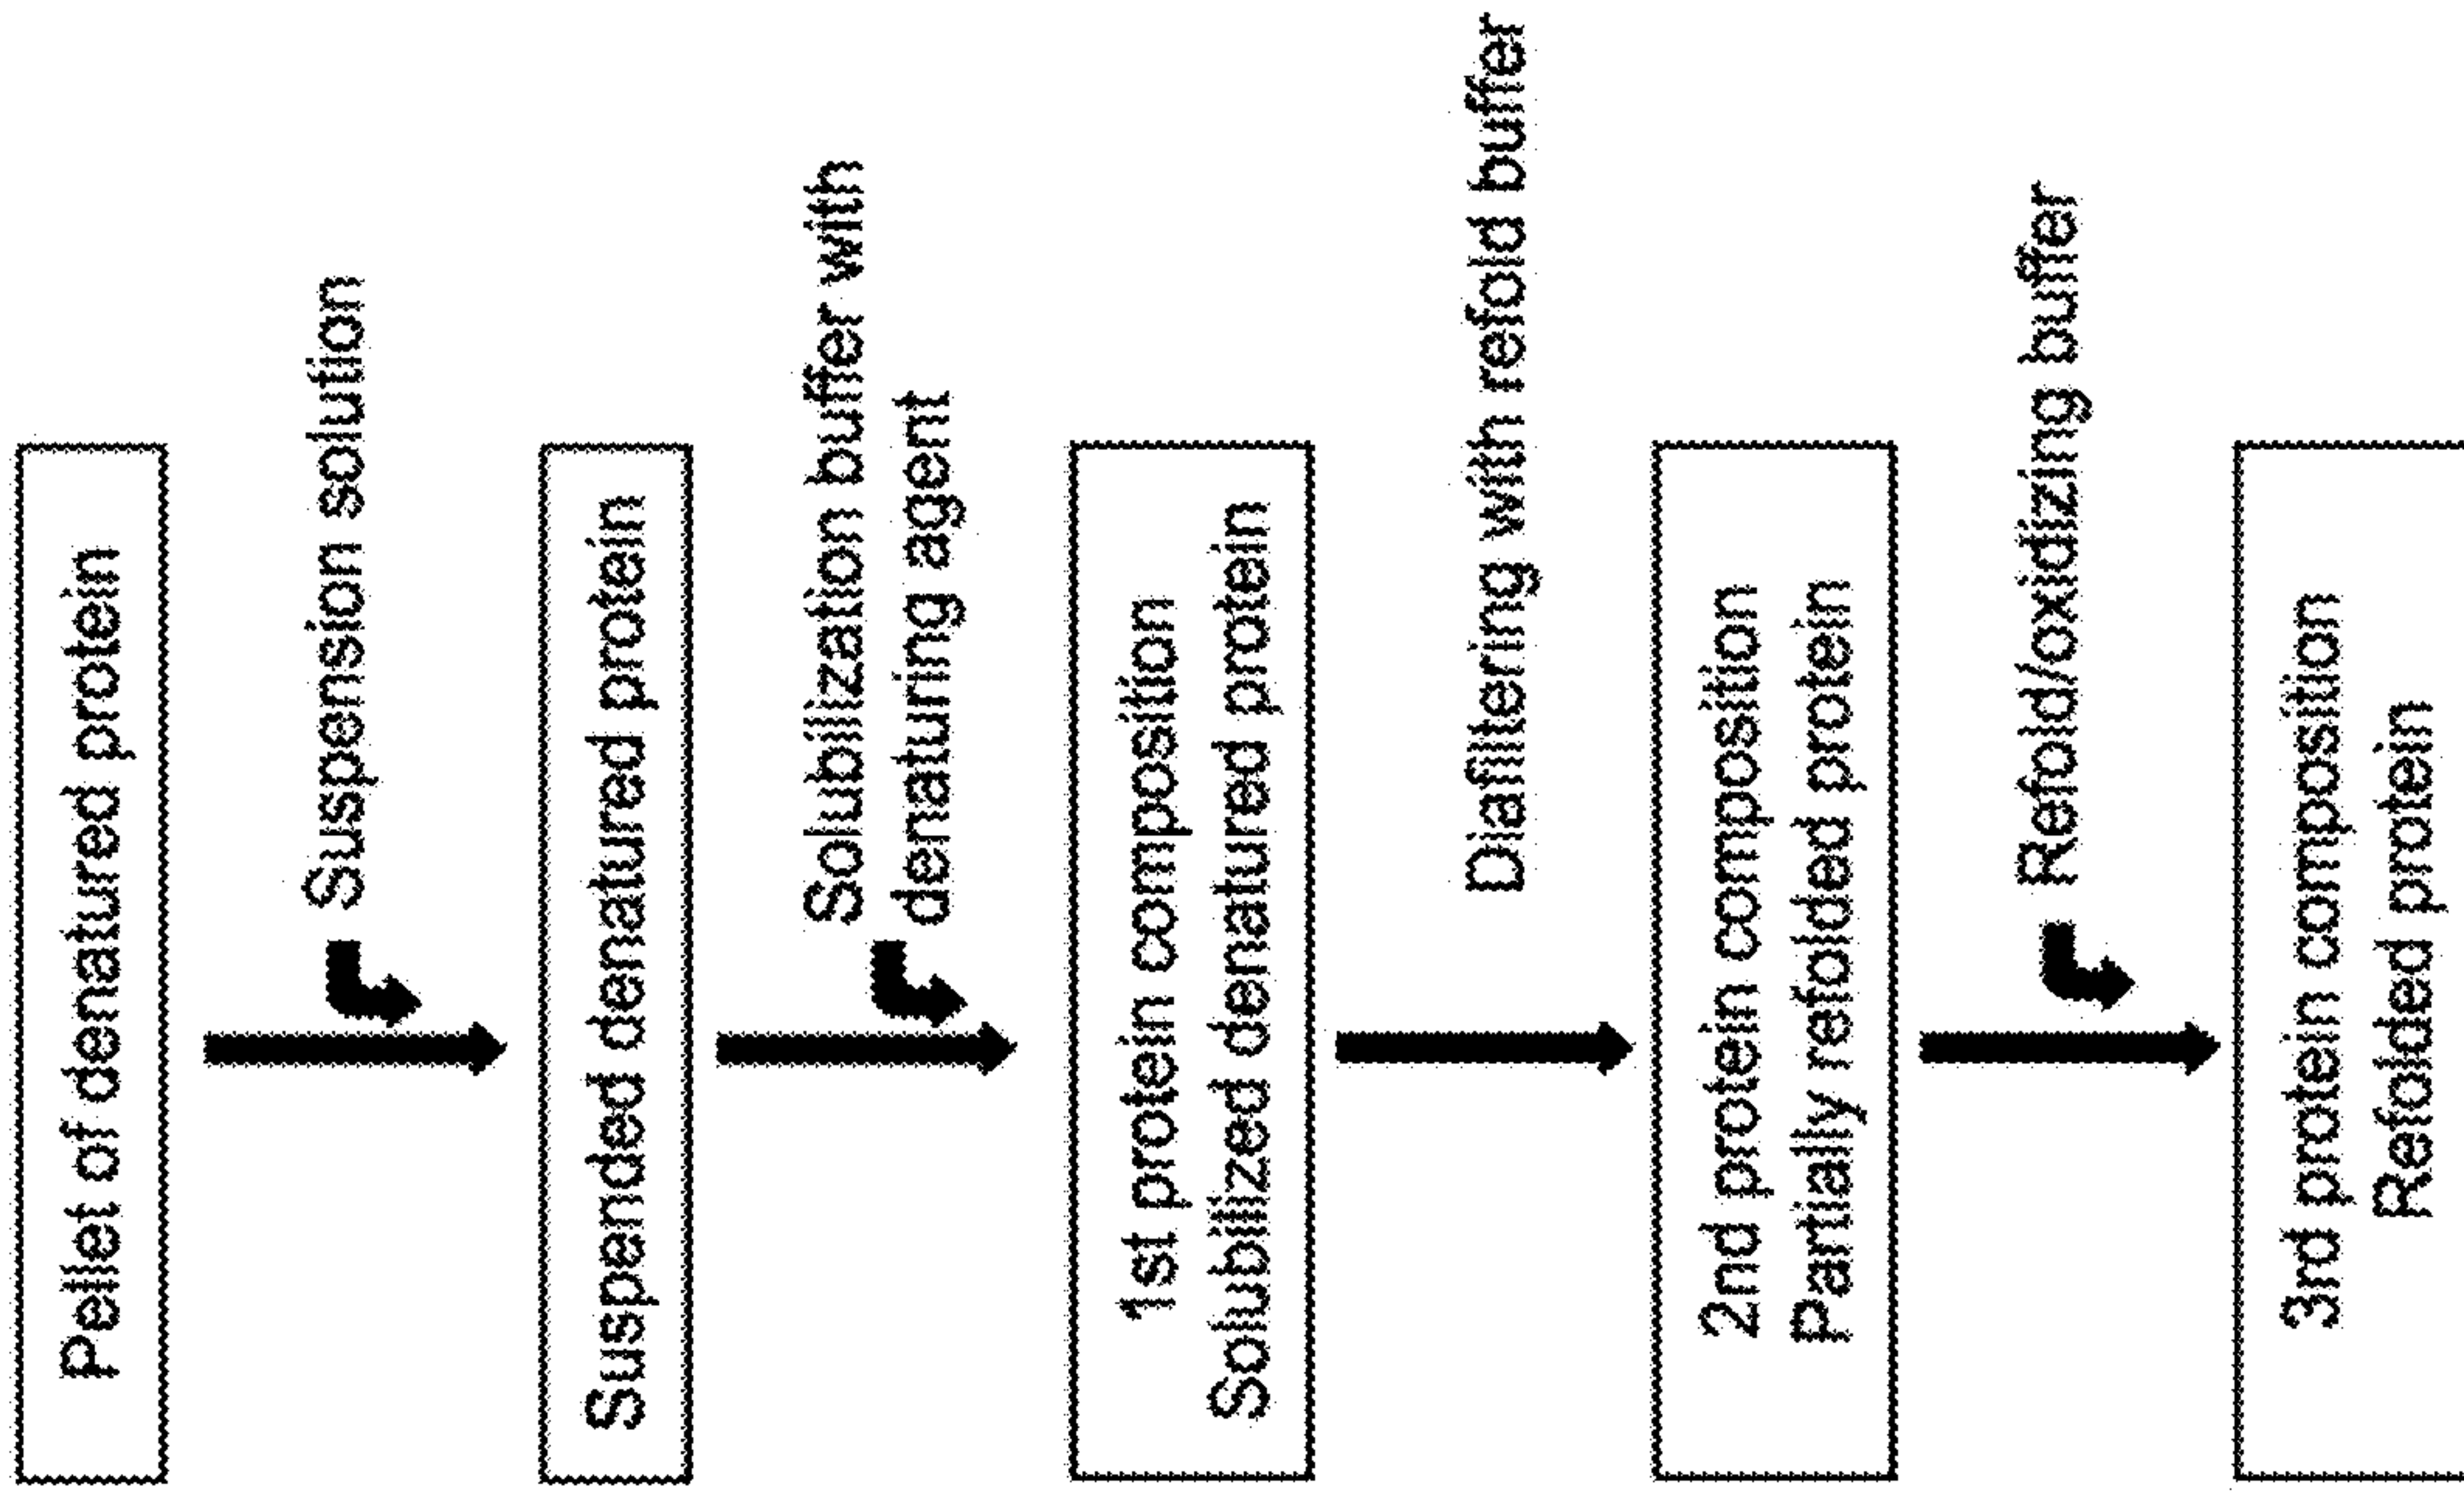 Pellet of denatured protein
Suspension solution
Suspended denatured protein
Solubilization buffer with
denaturing agent
1st protein composition
Solubilized denatured protein
Diafiltering with refold buffer
2nd protein composition
Partially refolded protein
Refold/oxidizing buffer
3rd protein composition
Refolded protein